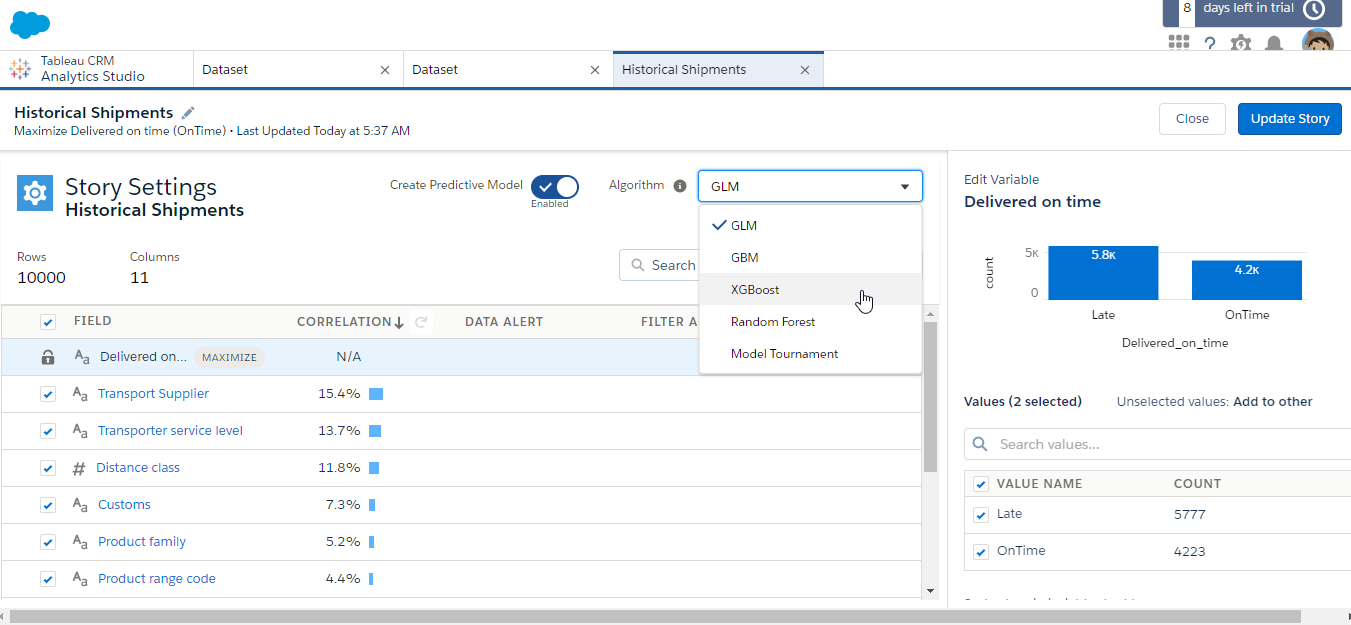 8 days left in trial
Tableau CRM
Analytics Studio
Dataset
Dataset
Historical Shipments
Historical Shipments
Maximize Delivered on time (OnTime) • Last Updated Today at 5:37 AM
Close
Update Story
Story Settings
Historical Shipments
Create Predictive Model
Enabled
Algorithm
GLM
GLM
GBM
XGBoost
Random Forest
Model Tournament
Rows
10000
Columns
11
Search
FIELD CORRELATION DATA ALERT FILTER A
Delivered on... MAXIMIZE N/A
Transport Supplier 15.4%
Transporter service level 13.7%
Distance class 11.8%
Customs 7.3%
Product family 5.2%
Product range code 4.4%
Edit Variable
Delivered on time
count
5K
0
5.8K
4.2K
Late
OnTime
Delivered_on_time
Values (2 selected)
Unselected values: Add to other
Search values...
VALUE NAME COUNT
Late 5777
OnTime 4223